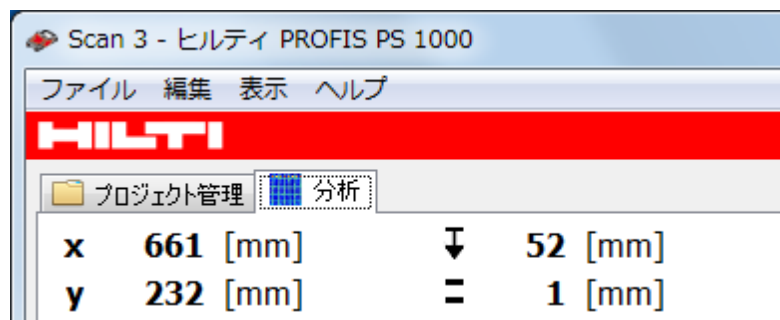 Scan 3 - ヒルティ PROFIS PS 1000
ファイル 編集 表示 ヘルプ
HILTI
プロジェクト管理 分析
x 661 [mm] 52 [mm]
y 232 [mm] 1 [mm]